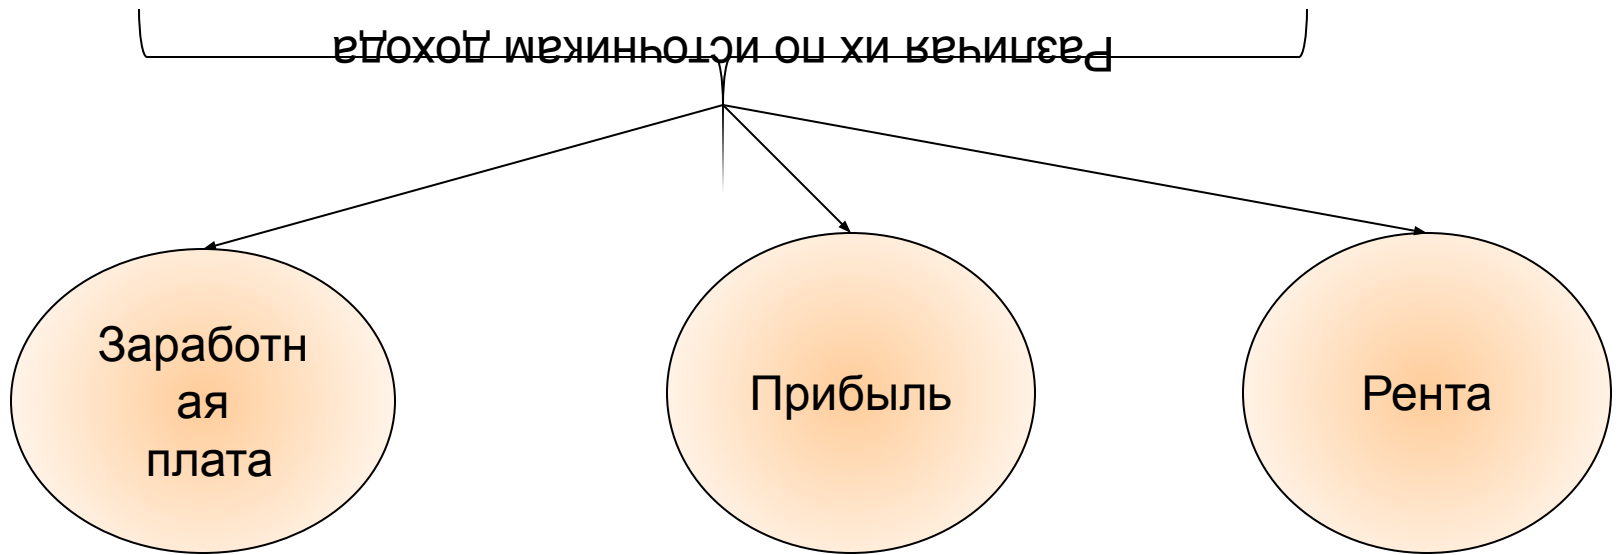 Различая их по источникам дохода
Заработн
ая
плата
Прибыль
Рента